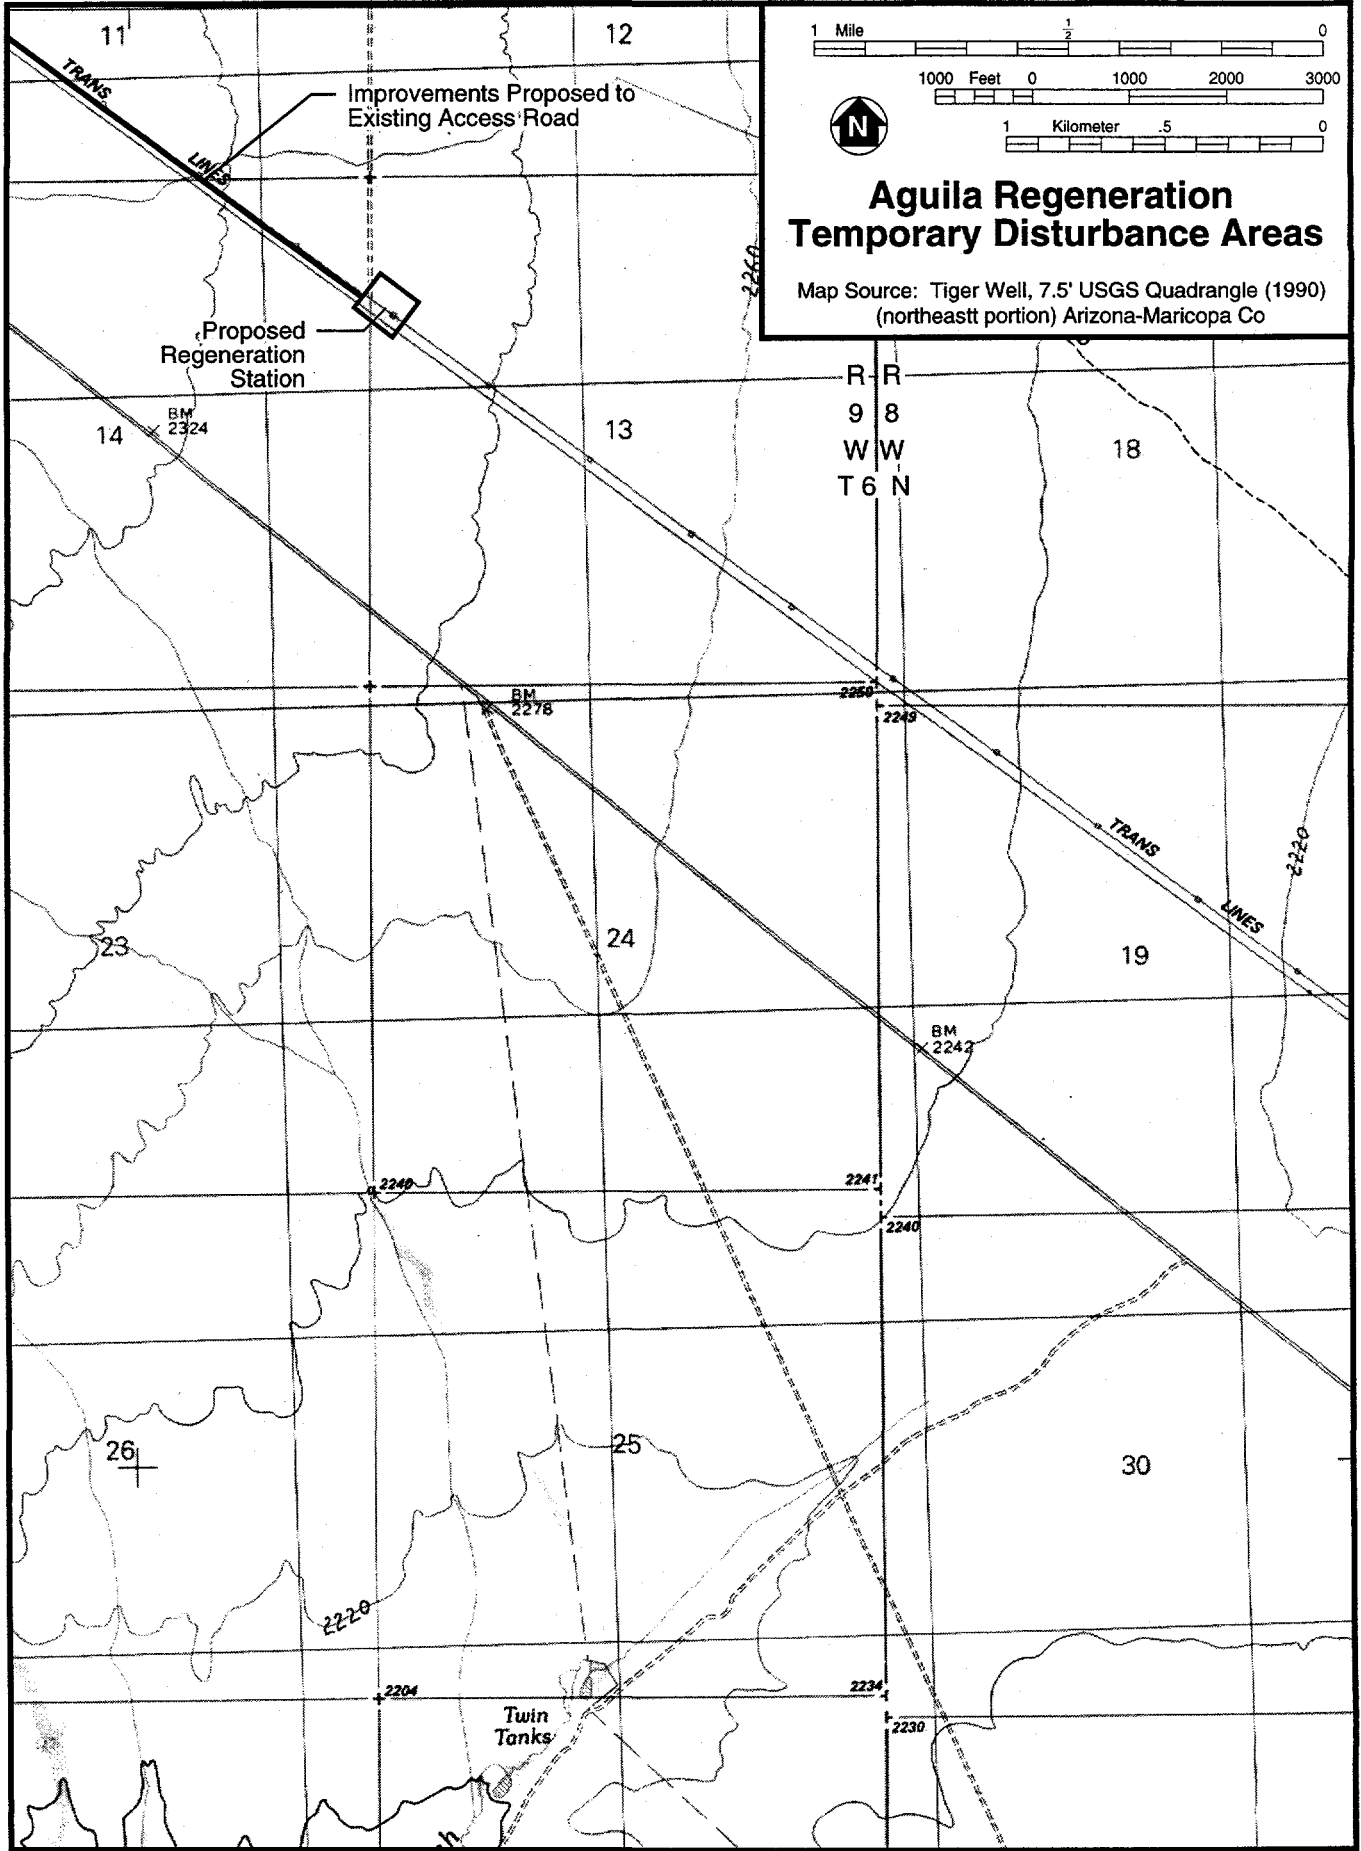 11
12
1 Mile 1/2 0
1000 Feet 0 1000 2000 3000
1 Kilometer .5 0
N
Aguila Regeneration
Temporary Disturbance Areas
Map Source: Tiger Well, 7.5' USGS Quadrangle (1990)
(northeastt portion) Arizona-Maricopa Co
TRANS
LINES
Improvements Proposed to
Existing Access Road
2260
Proposed
Regeneration
Station
R R
9 8
W W
T 6 N
BM
2324
14
13
18
BM
2278
2250
2249
TRANS
LINES
2220
23
24
19
BM
2242
2240
2241
2240
26
25
30
2220
2204
2234
2230
Twin
Tanks